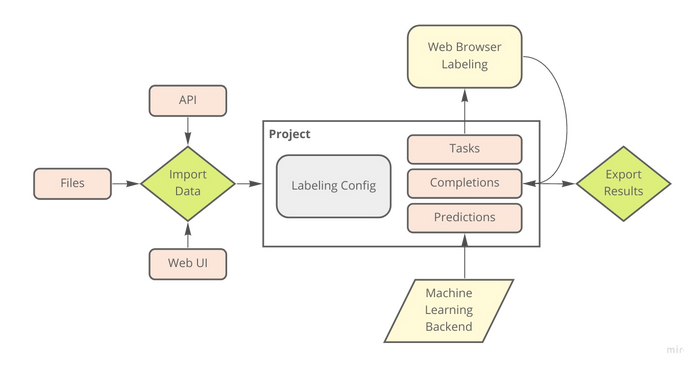 Web Browser
Labeling
API
Project
Tasks
Import
Data
Files
Labeling Config
Completions
Export
Results
Predictions
Web UI
Machine
Learning
Backend
mir